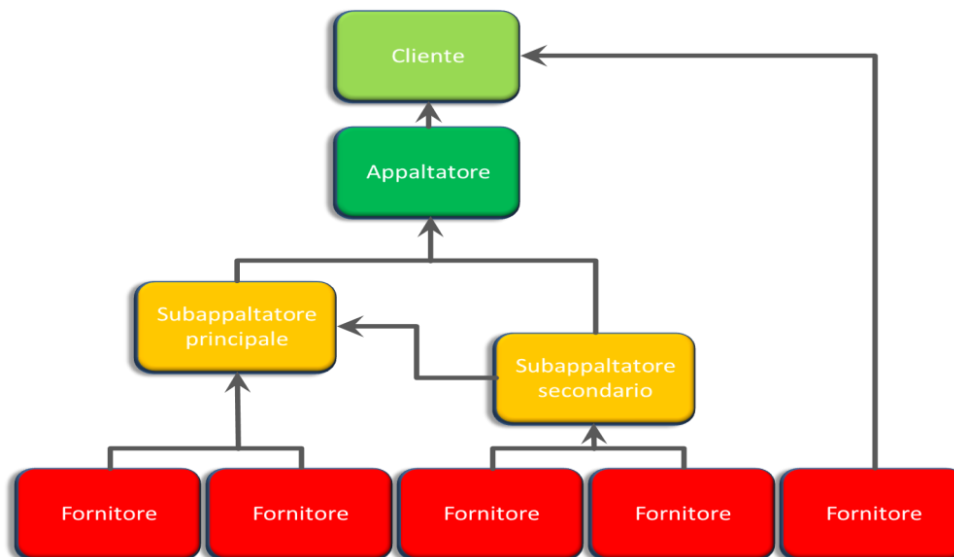 Cliente
Appaltatore
Subappaltatore
principale
Subappaltatore
secondario
Fornitore
Fornitore
Fornitore
Fornitore
Fornitore